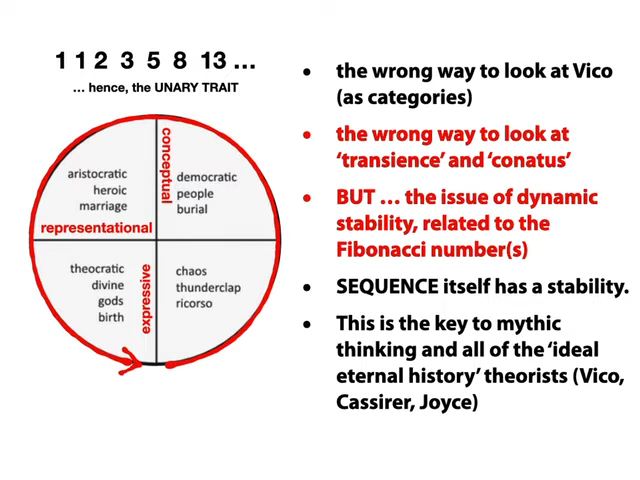 1 1 2 3 5 8 13 ...
... hence, the UNARY TRAIT
aristocratic
heroic
marriage
representational
conceptual
democratic
people
burial
theocratic
divine
gods
birth
expressive
chaos
thunderclap
ricorso
• the wrong way to look at Vico
(as categories)
• the wrong way to look at
‘transience’ and ‘conatus’
• BUT ... the issue of dynamic
stability, related to the
Fibonacci number(s)
• SEQUENCE itself has a stability.
• This is the key to mythic
thinking and all of the ‘ideal
eternal history’ theorists (Vico,
Cassirer, Joyce)